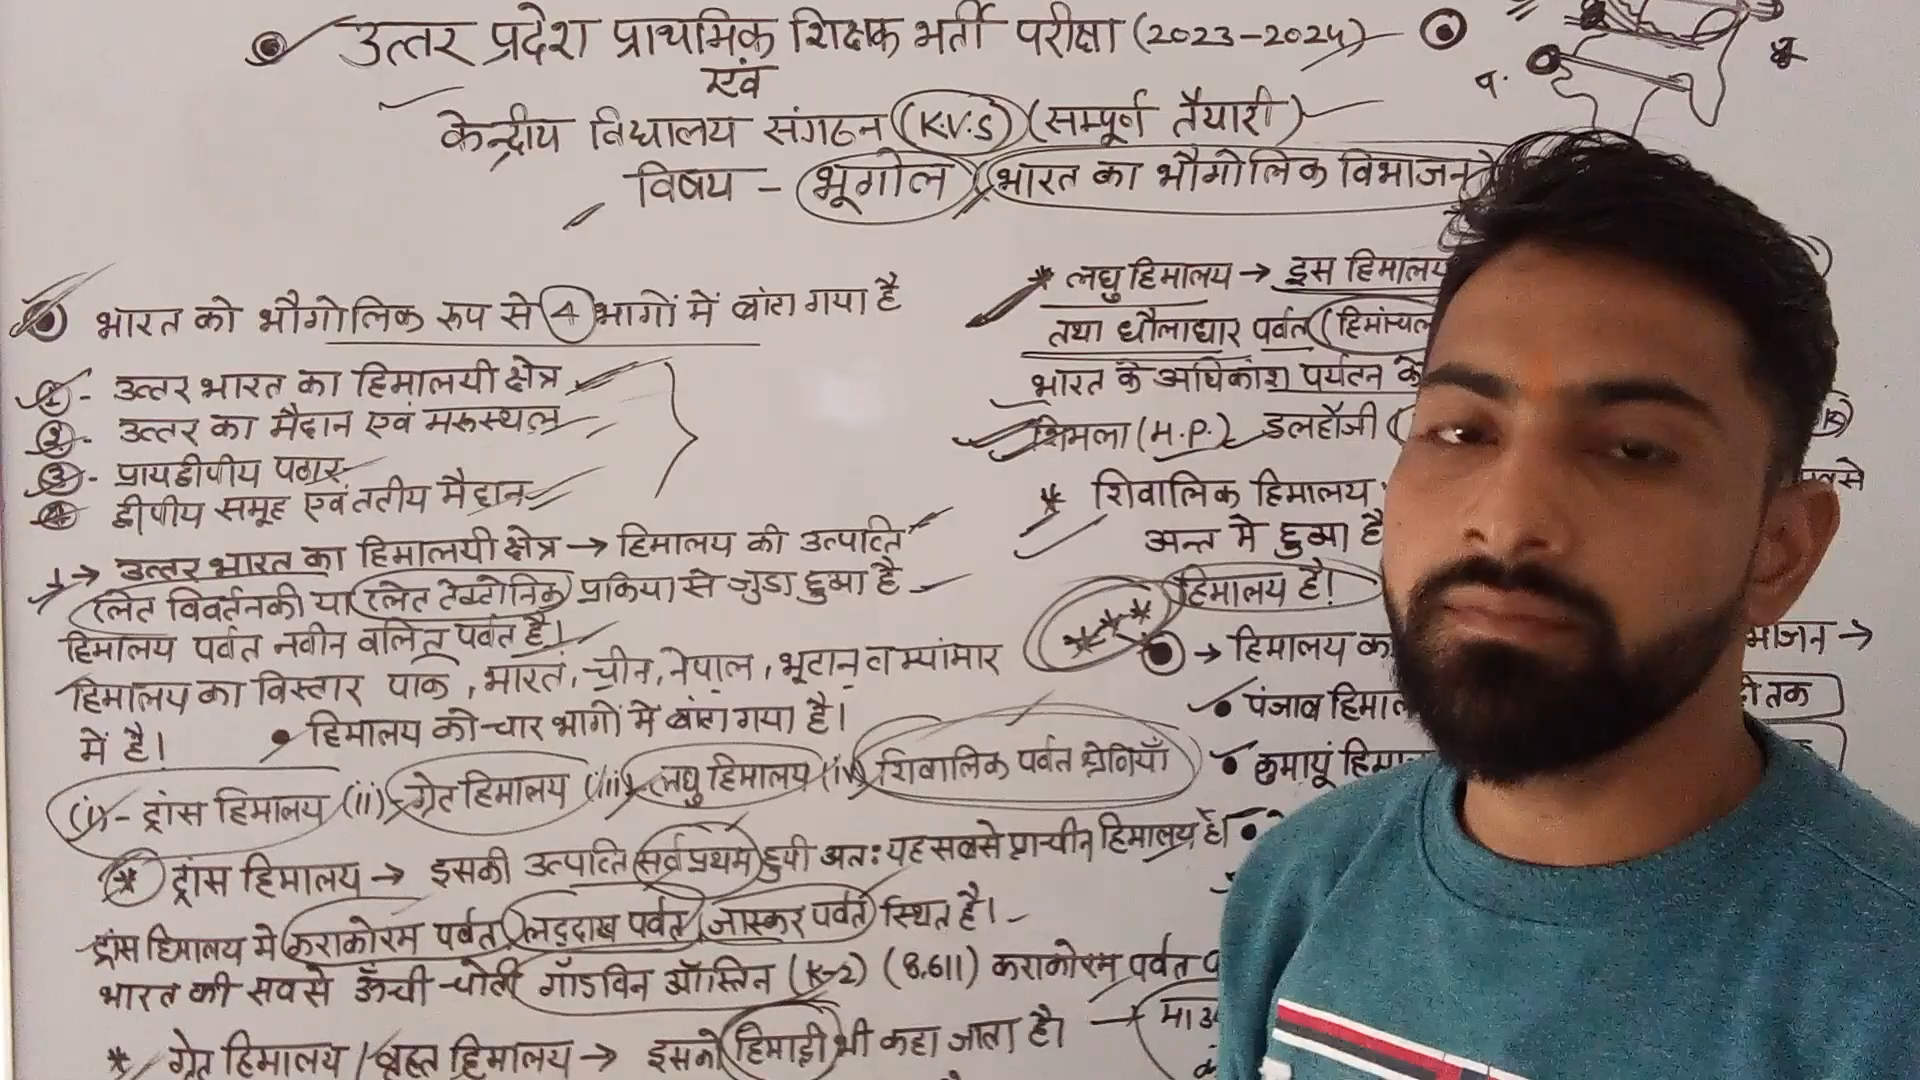 उत्तर प्रदेश प्राथमिक शिक्षक भर्ती परीक्षा (2023-2024)
एवं
केन्द्रीय विधालय संगठन (K.V.S) (सम्पूर्ण तैयारी)
विषय - भूगोल (भारत का भौगोलिक विभाजन)
भारत को भौगोलिक रूप से 4 भागों में बांटा गया है
1- उत्तर भारत का हिमालयी क्षेत्र
2- उत्तर का मैदान एवं मरूस्थल
3- प्रायद्वीपीय पठार
4 द्वीपीय समूह एवं तटीय मैदान
1→ उत्तर भारत का हिमालयी क्षेत्र → हिमालय की उत्पत्ति
प्लेट विवर्तनकी या प्लेट टेक्टोनिक प्रकिया से जुडा हुआ है
हिमालय पर्वत नवीन वलित पर्वत है।
हिमालय का विस्तार पाक, भारत, चीन, नेपाल, भूटान व म्यांमार
में है।
• हिमालय को चार भागों में बांटा गया है।
(i)- ट्रांस हिमालय (ii) ग्रेट हिमालय (iii) लघु हिमालय (iv) शिवालिक पर्वत श्रेणियाँ
* ट्रांस हिमालय → इसकी उत्पत्ति सर्वप्रथम हुयी अतः यह सबसे प्राचीन हिमालय है।
ट्रांस हिमालय मे कराकोरम पर्वत, लद्दाख पर्वत, जास्कर पर्वत स्थित है।
भारत की सबसे ऊँची चोटी गॉडविन ऑस्टिन (K-2) (8,611) कराकोरम पर्वत
* ग्रेट हिमालय / वृहत हिमालय → इसको हिमाद्री भी कहा जाता है।
* लघु हिमालय → इस हिमालय
तथा धौलाधार पर्वत (हिमांचल
भारत के अधिकांश पर्यटन
शिमला (H.P.), डलहौजी
* शिवालिक हिमालय
अन्त मे हुआ है
हिमालय है!
→ हिमालय का
• पंजाब हिमालय तक
• कुमायूं